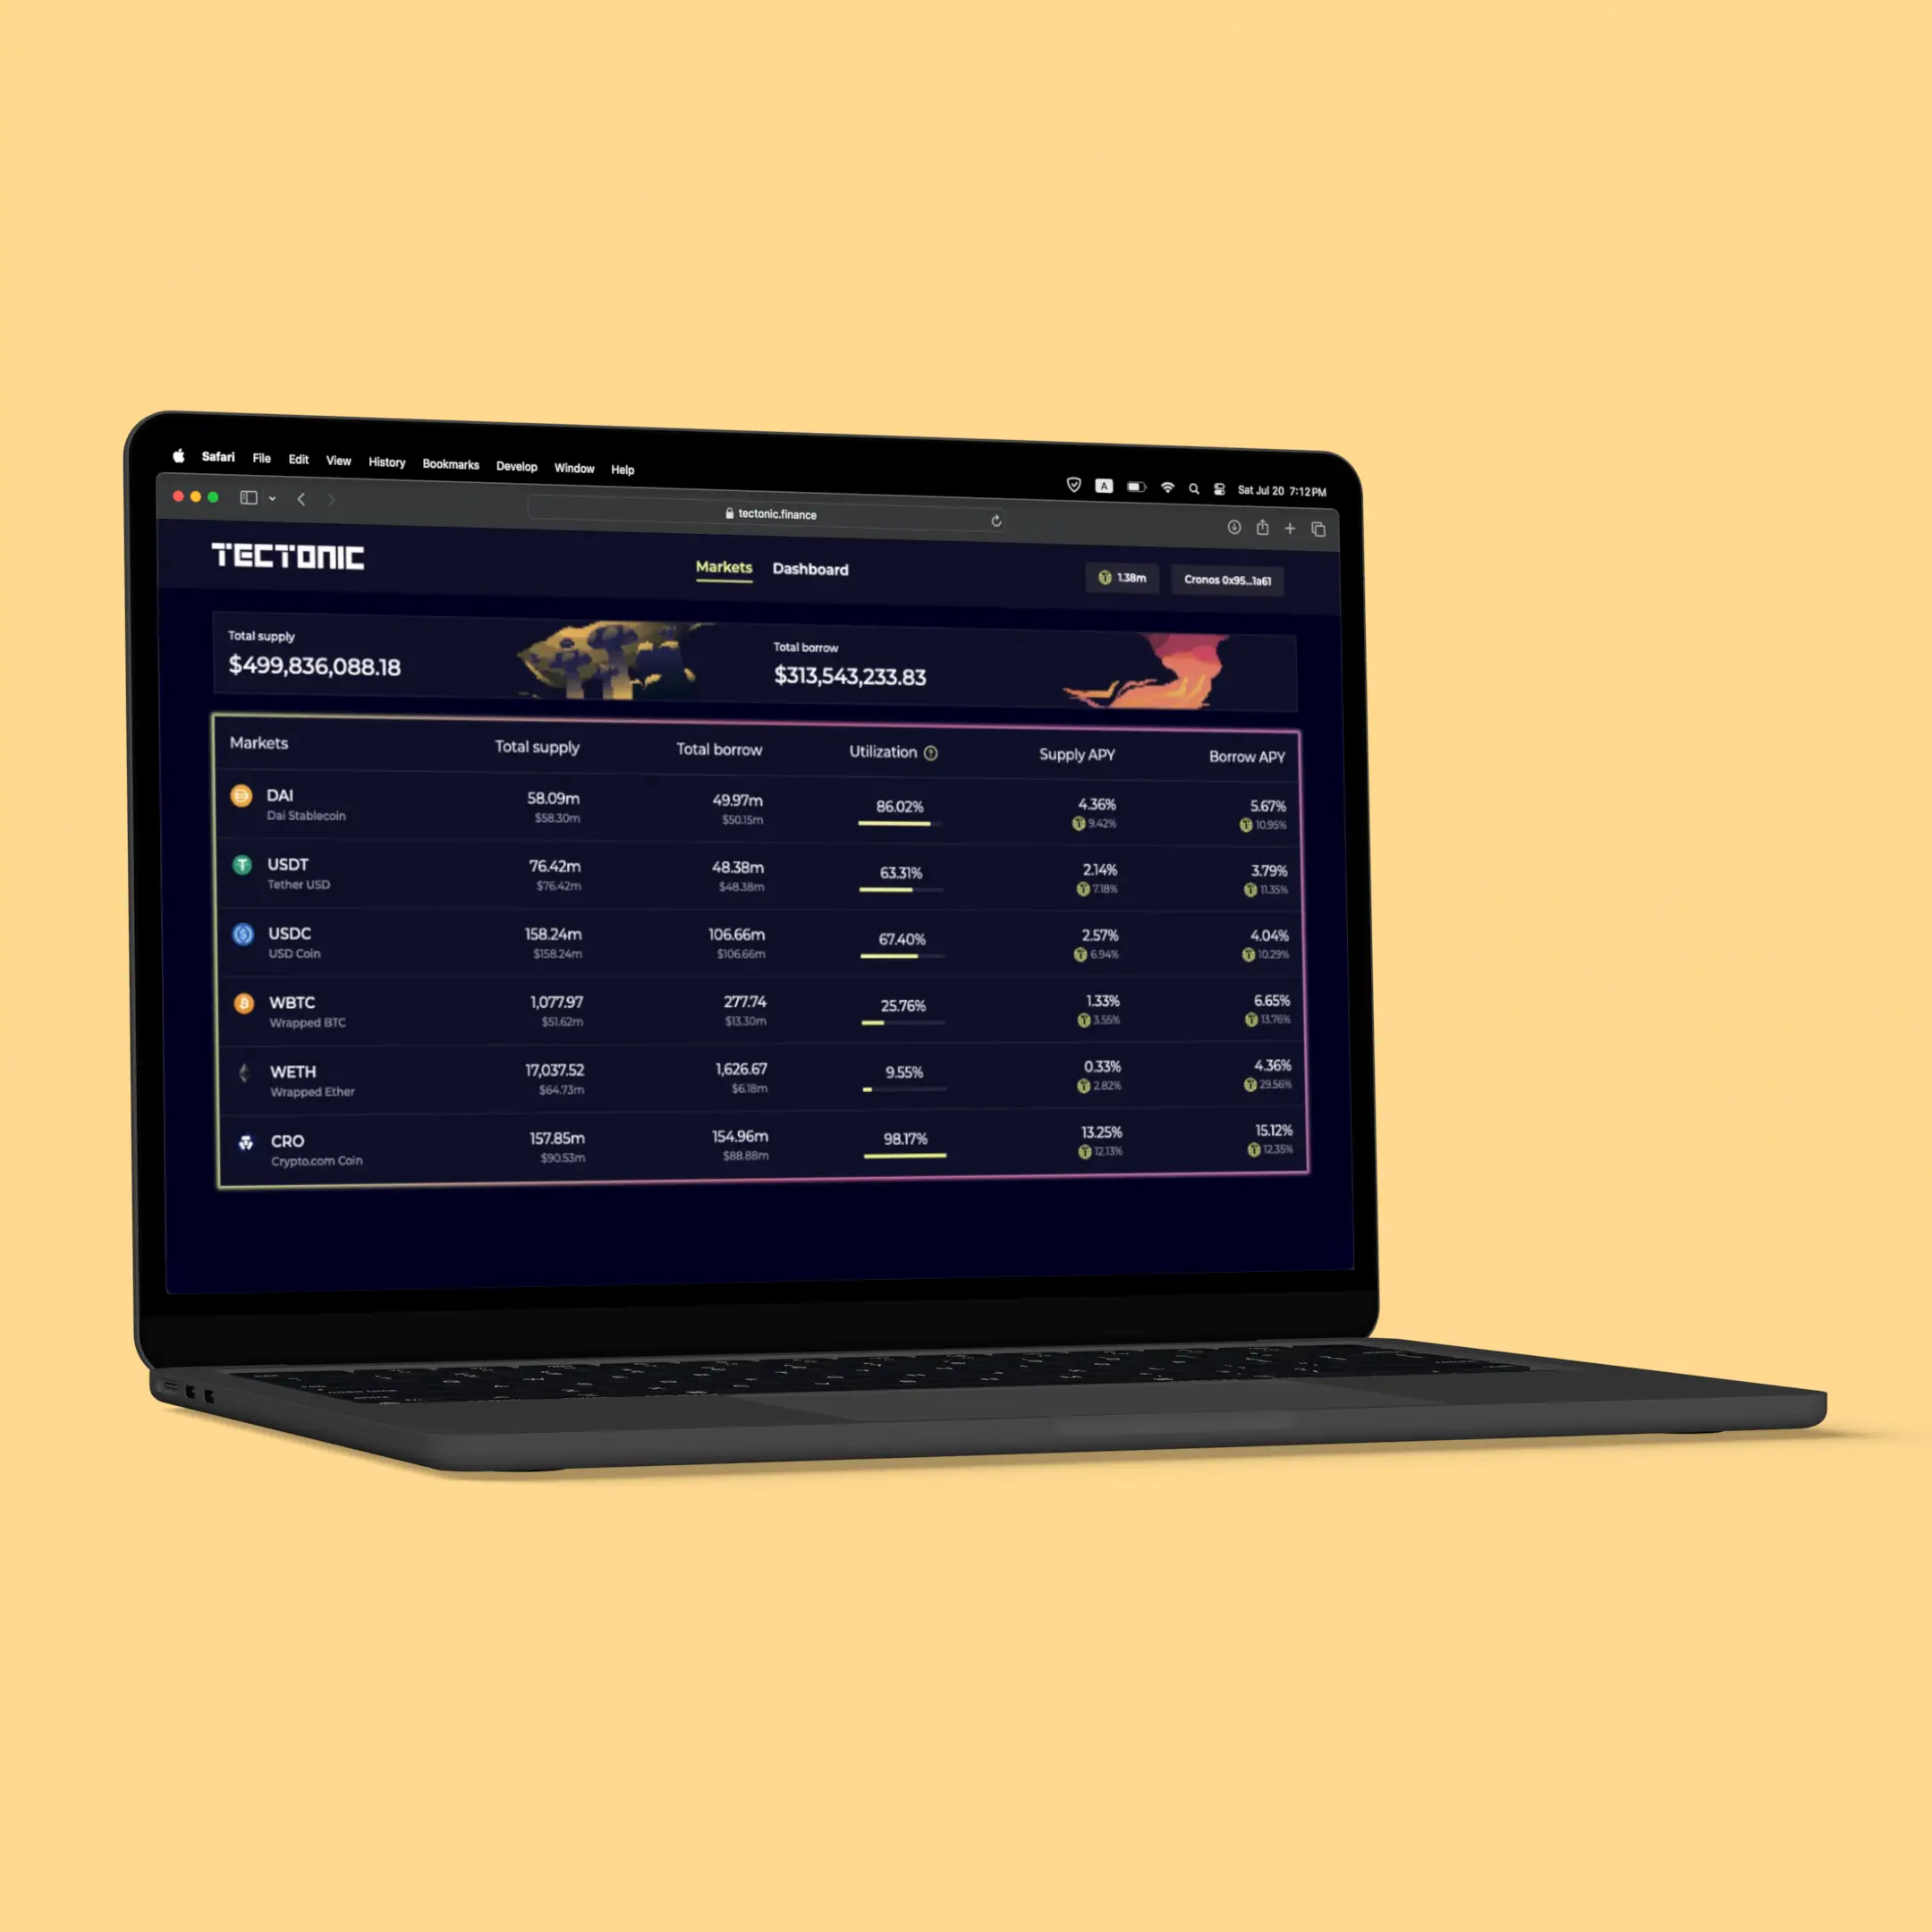 Safari File Edit View History Bookmarks Develop Window Help
A Sat Jul 20 7:12 PM
tectonic.finance
TECTONIC
Markets Dashboard
1.38m Cronos 0x95...1a61
Total supply
$499,836,088.18
Total borrow
$313,543,233.83
Markets Total supply Total borrow Utilization ? Supply APY Borrow APY
DAI 58.09m 49.97m 86.02% 4.36% 5.67%
Dai Stablecoin $58.30m $50.15m 9.42% 10.95%
USDT 76.42m 48.38m 63.31% 2.14% 3.79%
Tether USD $76.42m $48.38m 7.18% 11.35%
USDC 158.24m 106.66m 67.40% 2.57% 4.04%
USD Coin $158.24m $106.66m 6.94% 10.29%
WBTC 1,077.97 277.74 25.76% 1.33% 6.65%
Wrapped BTC $51.62m $13.30m 3.55% 13.76%
WETH 17,037.52 1,626.67 9.55% 0.33% 4.36%
Wrapped Ether $64.73m $6.18m 2.82% 29.56%
CRO 157.85m 154.96m 98.17% 13.25% 15.12%
Crypto.com Coin $90.53m $88.88m 12.13% 12.35%